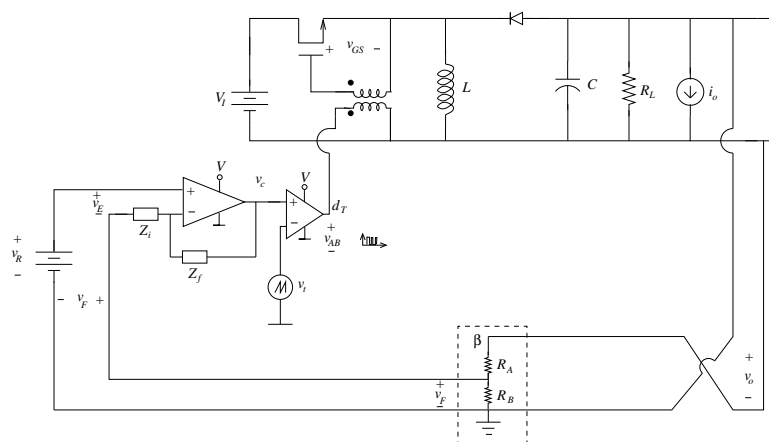 + v_GS −
V_I
L
C
R_L
i_o
V
v_c
V
+
v_E
−
+
−
+
−
d_T
Z_i
+
v_AB
−
+
v_R
−
Z_f
v_t
− v_F +
β
R_A
+
v_F
−
R_B
+
v_o
−